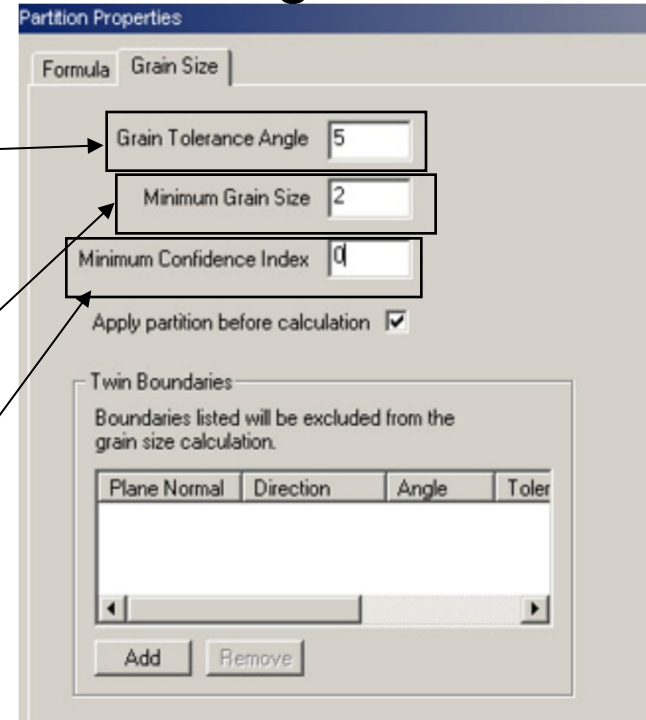 Partition Properties
Formula Grain Size
Grain Tolerance Angle 5
Minimum Grain Size 2
Minimum Confidence Index 0
Apply partition before calculation
Twin Boundaries
Boundaries listed will be excluded from the
grain size calculation.
Plane Normal Direction Angle Toler
Add Remove